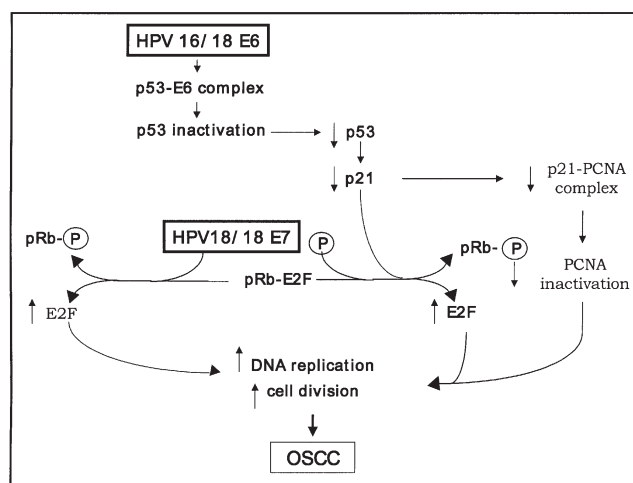 HPV 16/ 18 E6
p53-E6 complex
p53 inactivation
↓ p53
↓ p21
↓ p21-PCNA
complex
pRb-P
HPV18/ 18 E7
P
pRb-P
↓
PCNA
inactivation
pRb-E2F
↑ E2F
↑ E2F
↑ DNA replication
↑ cell division
OSCC